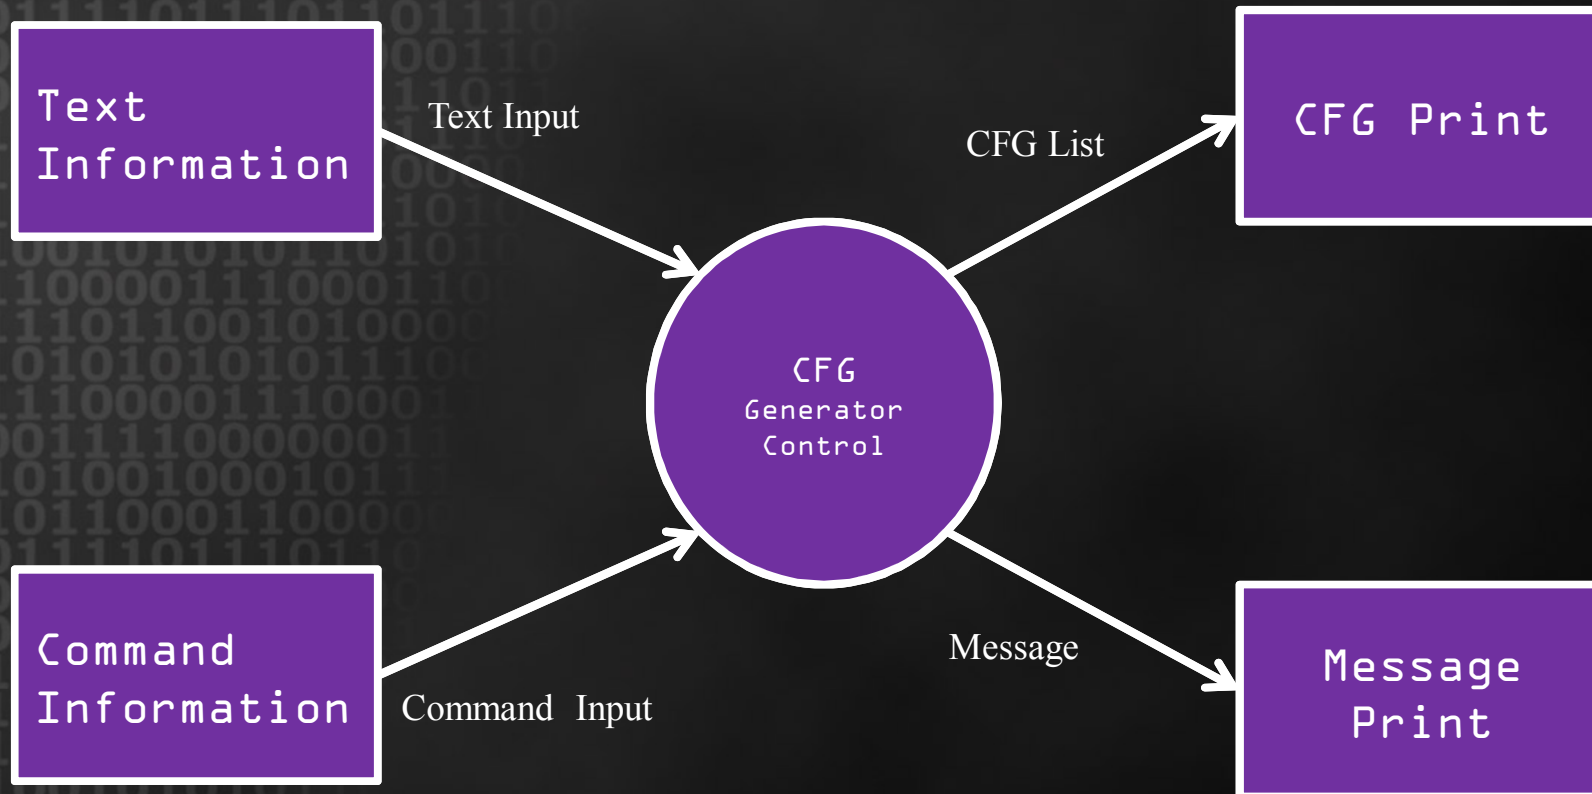 Text
Information
Text Input
CFG List
CFG Print
CFG
Generator
Control
Command
Information
Command Input
Message
Message
Print